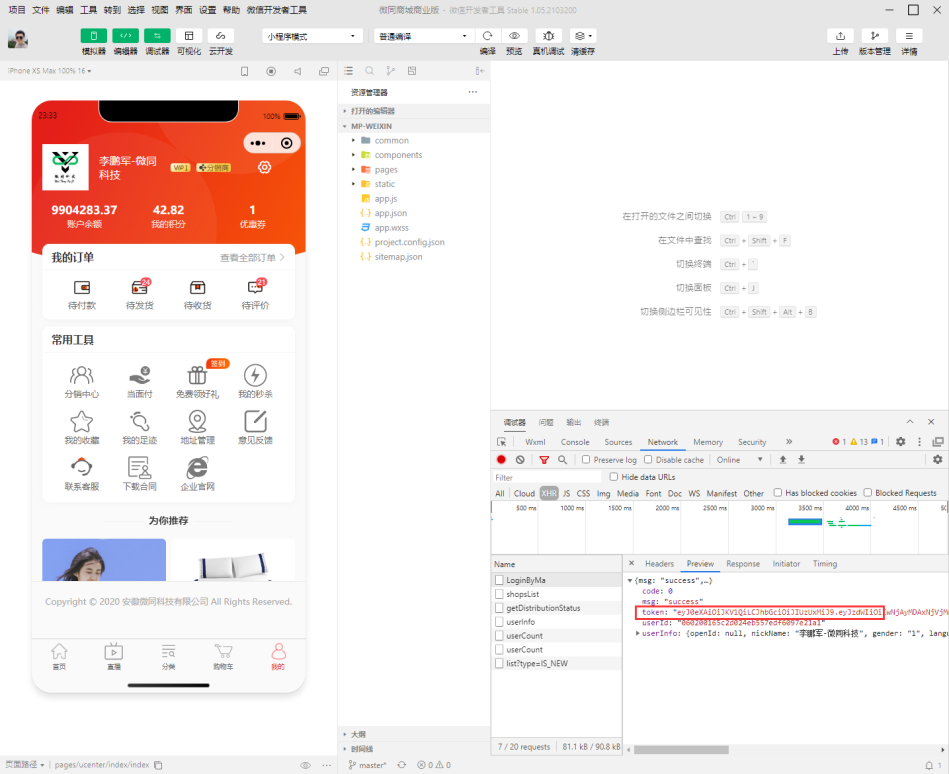 项目 文件 编辑 工具 转到 选择 视图 界面 设置 帮助 微信开发者工具
微同商城商业版 - 微信开发者工具 Stable 1.05.2103200
小程序模式
普通编译
模拟器 编辑器 调试器 可视化 云开发
编译 预览 真机调试 清缓存
上传 版本管理 详情
iPhone XS Max 100% 16
23:33
100%
李鹏军-微同科技
VIP1
分销商
9904283.37 42.82 1
账户余额 我的积分 优惠券
我的订单
查看全部订单
24 21
待付款 待发货 待收货 待评价
常用工具
签到
分销中心 当面付 免费领好礼 我的秒杀
我的收藏 我的足迹 地址管理 意见反馈
联系客服 下载合同 企业官网
为你推荐
Copyright © 2020 安徽微同科技有限公司 All Rights Reserved.
首页 直播 分类 购物车 我的
页面路径 pages/ucenter/index/index
资源管理器
打开的编辑器
MP-WEIXIN
common
components
pages
static
app.js
app.json
app.wxss
project.config.json
sitemap.json
大纲
时间线
master* 0 0
在打开的文件之间切换 Ctrl 1 ~ 9
在文件中查找 Ctrl + Shift + F
切换终端 Ctrl + `
切换面板 Ctrl + J
切换侧边栏可见性 Ctrl + Shift + Alt + B
调试器 问题 输出 终端
Wxml Console Sources Network Memory Security
1 13 1
Preserve log Disable cache Online
Filter
Hide data URLs
All Cloud XHR JS CSS Img Media Font Doc WS Manifest Other Has blocked cookies Blocked Requests
500 ms 1000 ms 1500 ms 2000 ms 2500 ms 3000 ms 3500 ms 4000 ms 4500 ms
Name
LoginByMa
shopsList
getDistributionStatus
userInfo
userCount
userCount
list?type=IS_NEW
7 / 20 requests 81.1 kB / 90.8 kB
Headers Preview Response Initiator Timing
{msg: "success",…}
code: 0
msg: "success"
token: "eyJ0eXAiOiJKV1QiLCJhbGciOiJIUzUxMiJ9.eyJzdWIiOi
userId: "060200165c2d024eb557edf6097e21a1"
userInfo: {openId: null, nickName: "李鹏军-微同科技", gender: "1", lang
1